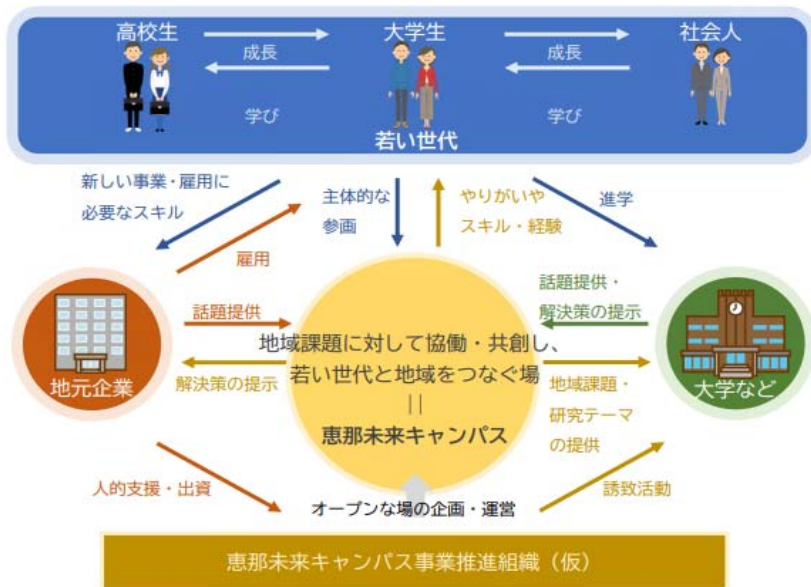 高校生
大学生
社会人
成長
成長
学び
学び
若い世代
新しい事業・雇用に
必要なスキル
主体的な
参画
やりがいや
スキル・経験
進学
雇用
話題提供
話題提供・
解決策の提示
地域課題に対して協働・共創し、
若い世代と地域をつなぐ場
||
恵那未来キャンパス
地元企業
解決策の提示
地域課題・
研究テーマ
の提供
大学など
人的支援・出資
オープンな場の企画・運営
誘致活動
恵那未来キャンパス事業推進組織（仮）